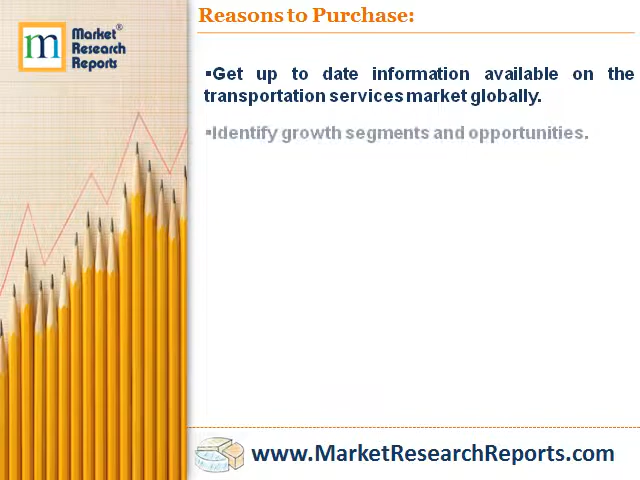 m
Market®
Research
Reports
Reasons to Purchase:
▪Get up to date information available on the
transportation services market globally.
▪Identify growth segments and opportunities.
www.MarketResearchReports.com